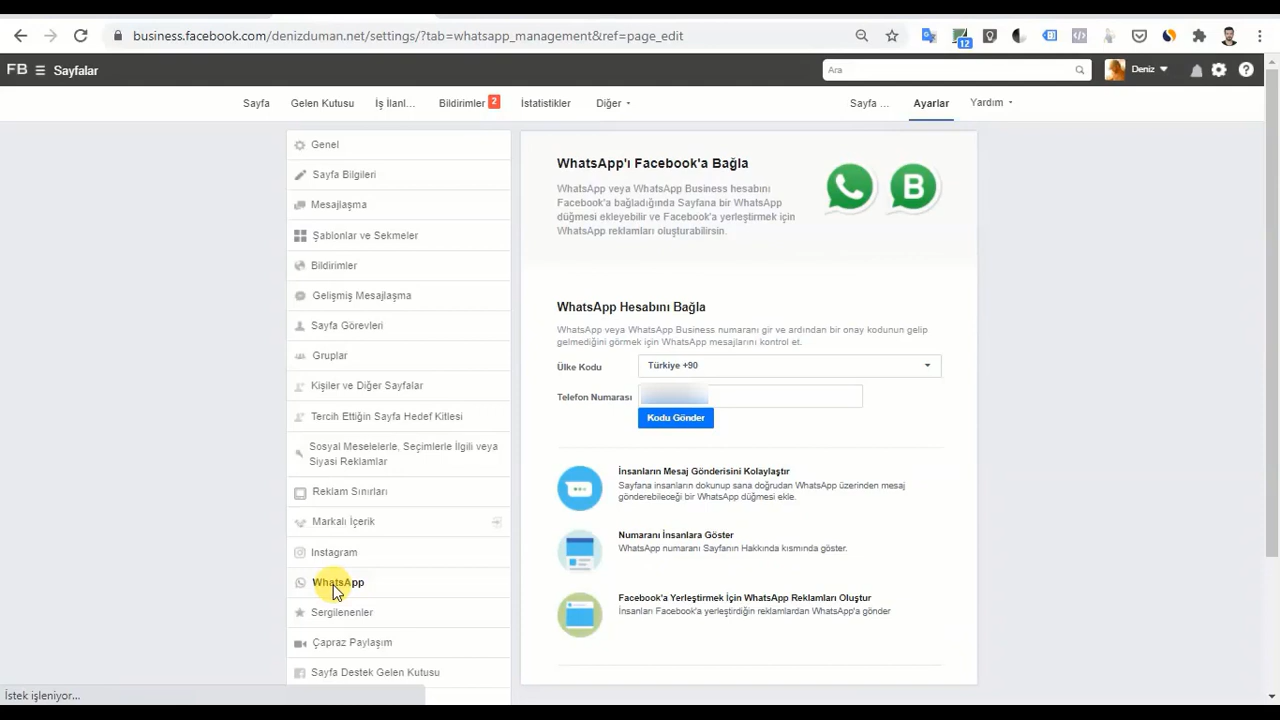 business.facebook.com/denizduman.net/settings/?tab=whatsapp_management&ref=page_edit
12
FB Sayfalar
Ara
Deniz
Sayfa
Gelen Kutusu
İş İlanl...
Bildirimler 2
İstatistikler
Diğer
Sayfa ...
Ayarlar
Yardım
Genel
Sayfa Bilgileri
Mesajlaşma
Şablonlar ve Sekmeler
Bildirimler
Gelişmiş Mesajlaşma
Sayfa Görevleri
Gruplar
Kişiler ve Diğer Sayfalar
Tercih Ettiğin Sayfa Hedef Kitlesi
Sosyal Meselelerle, Seçimlerle İlgili veya
Siyasi Reklamlar
Reklam Sınırları
Markalı İçerik
Instagram
WhatsApp
Sergilenenler
Çapraz Paylaşım
Sayfa Destek Gelen Kutusu
WhatsApp'ı Facebook'a Bağla
WhatsApp veya WhatsApp Business hesabını
Facebook'a bağladığında Sayfana bir WhatsApp
düğmesi ekleyebilir ve Facebook'a yerleştirmek için
WhatsApp reklamları oluşturabilirsin.
B
WhatsApp Hesabını Bağla
WhatsApp veya WhatsApp Business numaranı gir ve ardından bir onay kodunun gelip
gelmediğini görmek için WhatsApp mesajlarını kontrol et.
Ülke Kodu
Türkiye +90
Telefon Numarası
Kodu Gönder
İnsanların Mesaj Gönderisini Kolaylaştır
Sayfana insanların dokunup sana doğrudan WhatsApp üzerinden mesaj
gönderebileceği bir WhatsApp düğmesi ekle.
Numaranı İnsanlara Göster
WhatsApp numaranı Sayfanın Hakkında kısmında göster.
Facebook'a Yerleştirmek İçin WhatsApp Reklamları Oluştur
İnsanları Facebook'a yerleştirdiğin reklamlardan WhatsApp'a gönder
İstek işleniyor...